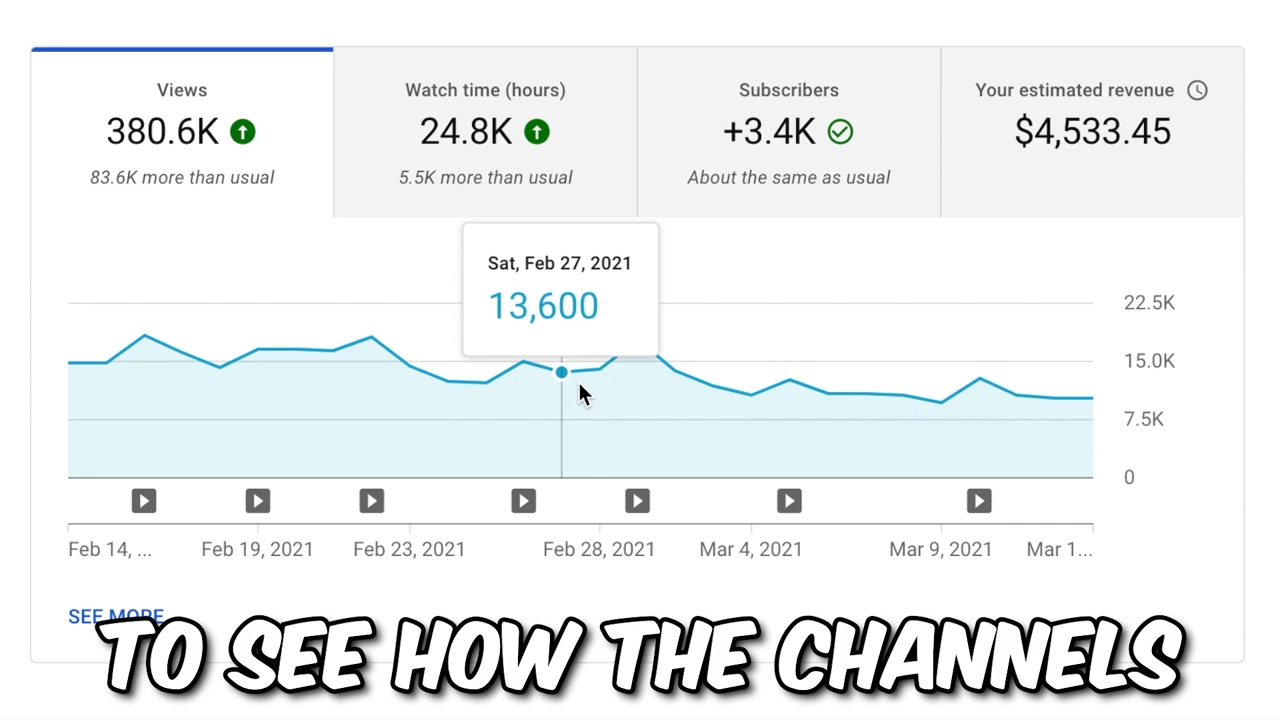 Views
380.6K
83.6K more than usual
Watch time (hours)
24.8K
5.5K more than usual
Subscribers
+3.4K
About the same as usual
Your estimated revenue
$4,533.45
Sat, Feb 27, 2021
13,600
22.5K
15.0K
7.5K
0
Feb 14, ...
Feb 19, 2021
Feb 23, 2021
Feb 28, 2021
Mar 4, 2021
Mar 9, 2021
Mar 1...
SEE MORE
TO SEE HOW THE CHANNELS